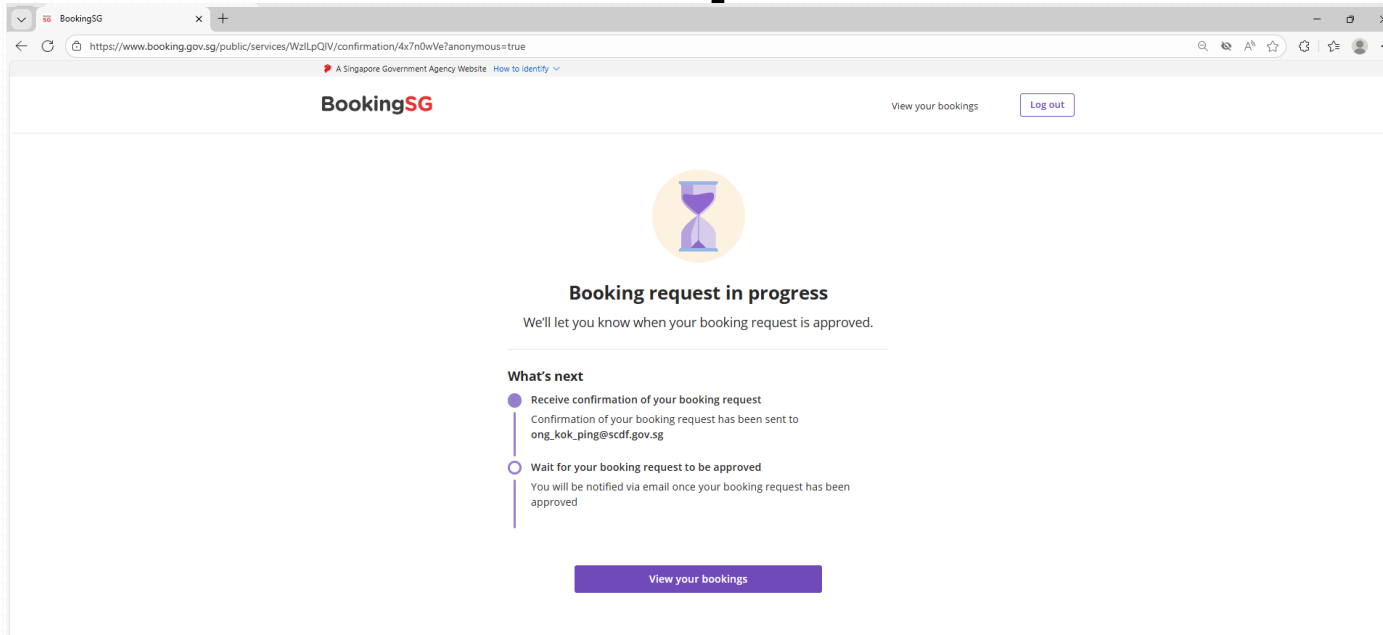 BookingSG
https://www.booking.gov.sg/public/services/WzlLpQlV/confirmation/4x7n0wVe?anonymous=true
A Singapore Government Agency Website How to identify
BookingSG
View your bookings
Log out
Booking request in progress
We'll let you know when your booking request is approved.
What's next
Receive confirmation of your booking request
Confirmation of your booking request has been sent to
ong_kok_ping@scdf.gov.sg
Wait for your booking request to be approved
You will be notified via email once your booking request has been
approved
View your bookings